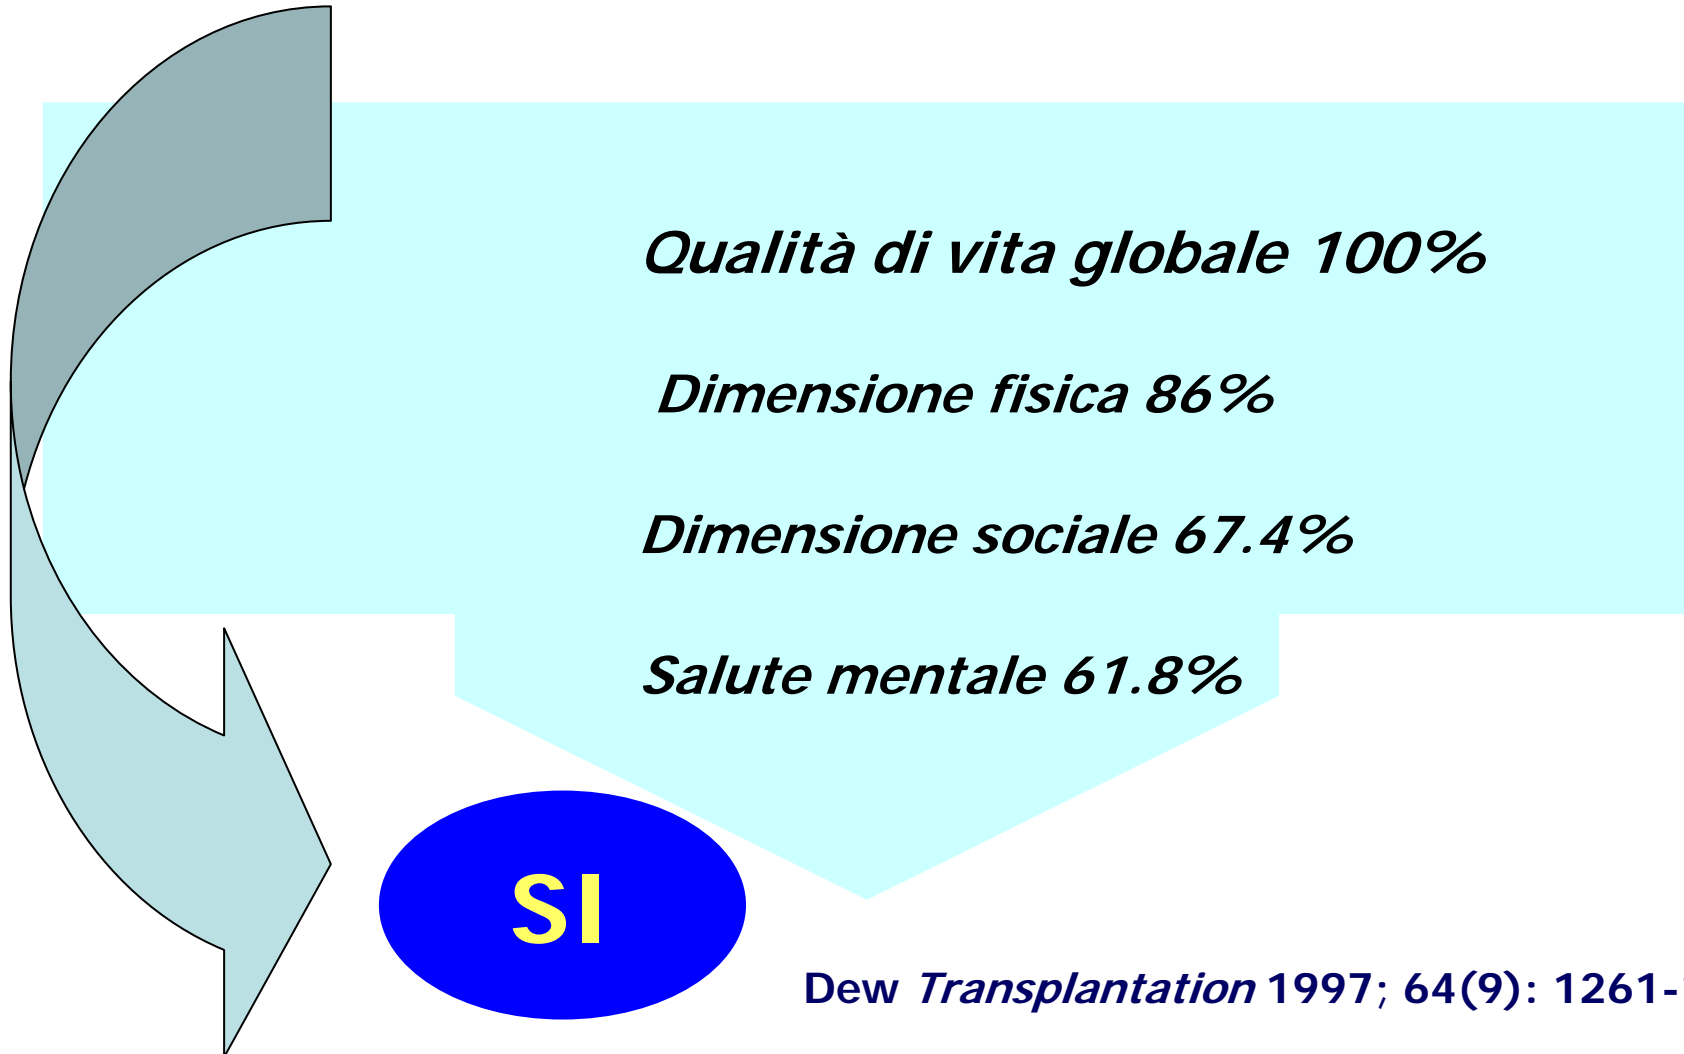 Qualità di vita globale 100%
Dimensione fisica 86%
Dimensione sociale 67.4%
Salute mentale 61.8%
SI
Dew Transplantation 1997; 64(9): 1261-